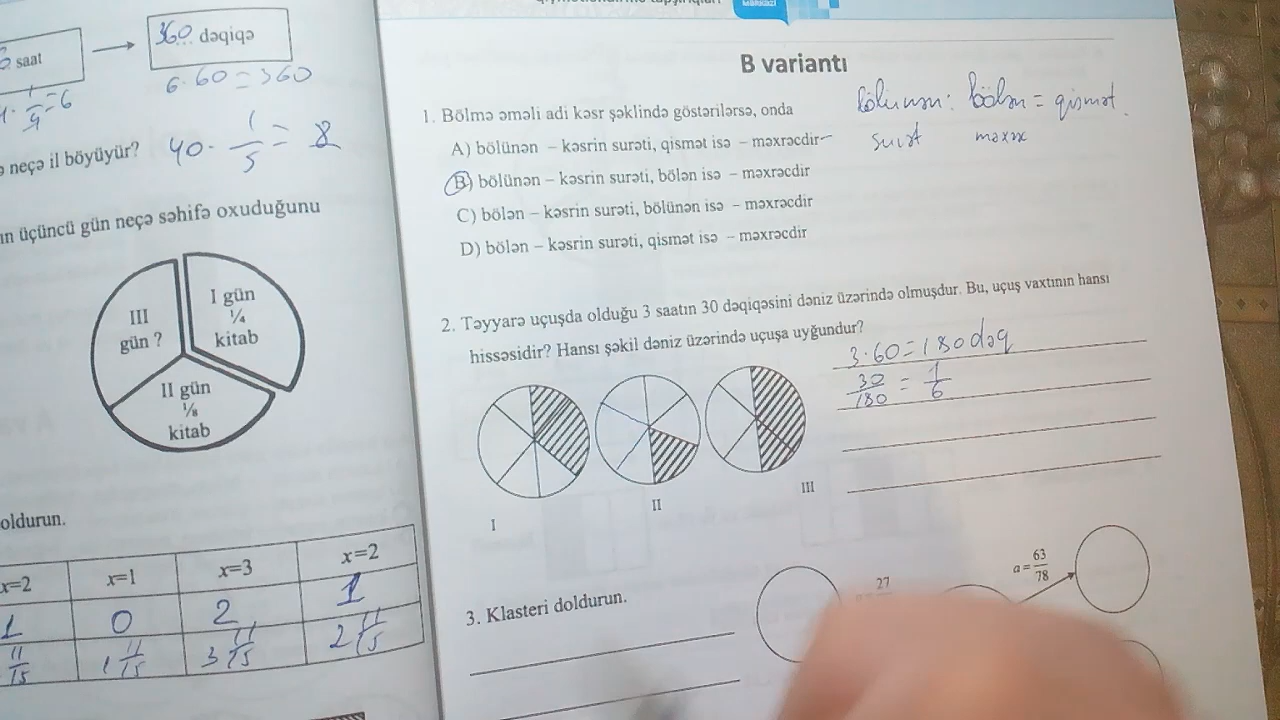 qiymətləndirmə tapşırıqları
saat
360 dəqiqə
6·60=360
40· 1/5 = 8
neçə il böyüyür?
üçüncü gün neçə səhifə oxuduğunu
III
gün ?
I gün
1/4
kitab
II gün
1/8
kitab
oldurun.
x=2 x=1 x=3 x=2
1 0 2 1
11/15 1 11/15 3 11/15 2 11/15
B variantı
1. Bölmə əməli adi kəsr şəklində göstərilərsə, onda
A) bölünən – kəsrin surəti, qismət isə – məxrəcdir
B) bölünən – kəsrin surəti, bölən isə – məxrəcdir
C) bölən – kəsrin surəti, bölünən isə – məxrəcdir
D) bölən – kəsrin surəti, qismət isə – məxrəcdir
bölünən : bölən = qismət
surət məxrəc
2. Təyyarə uçuşda olduğu 3 saatın 30 dəqiqəsini dəniz üzərində olmuşdur. Bu, uçuş vaxtının hansı
hissəsidir? Hansı şəkil dəniz üzərində uçuşa uyğundur?
3·60=180dəq
30/180 = 1/6
I
II
III
3. Klasteri doldurun.
27
a = 63/78